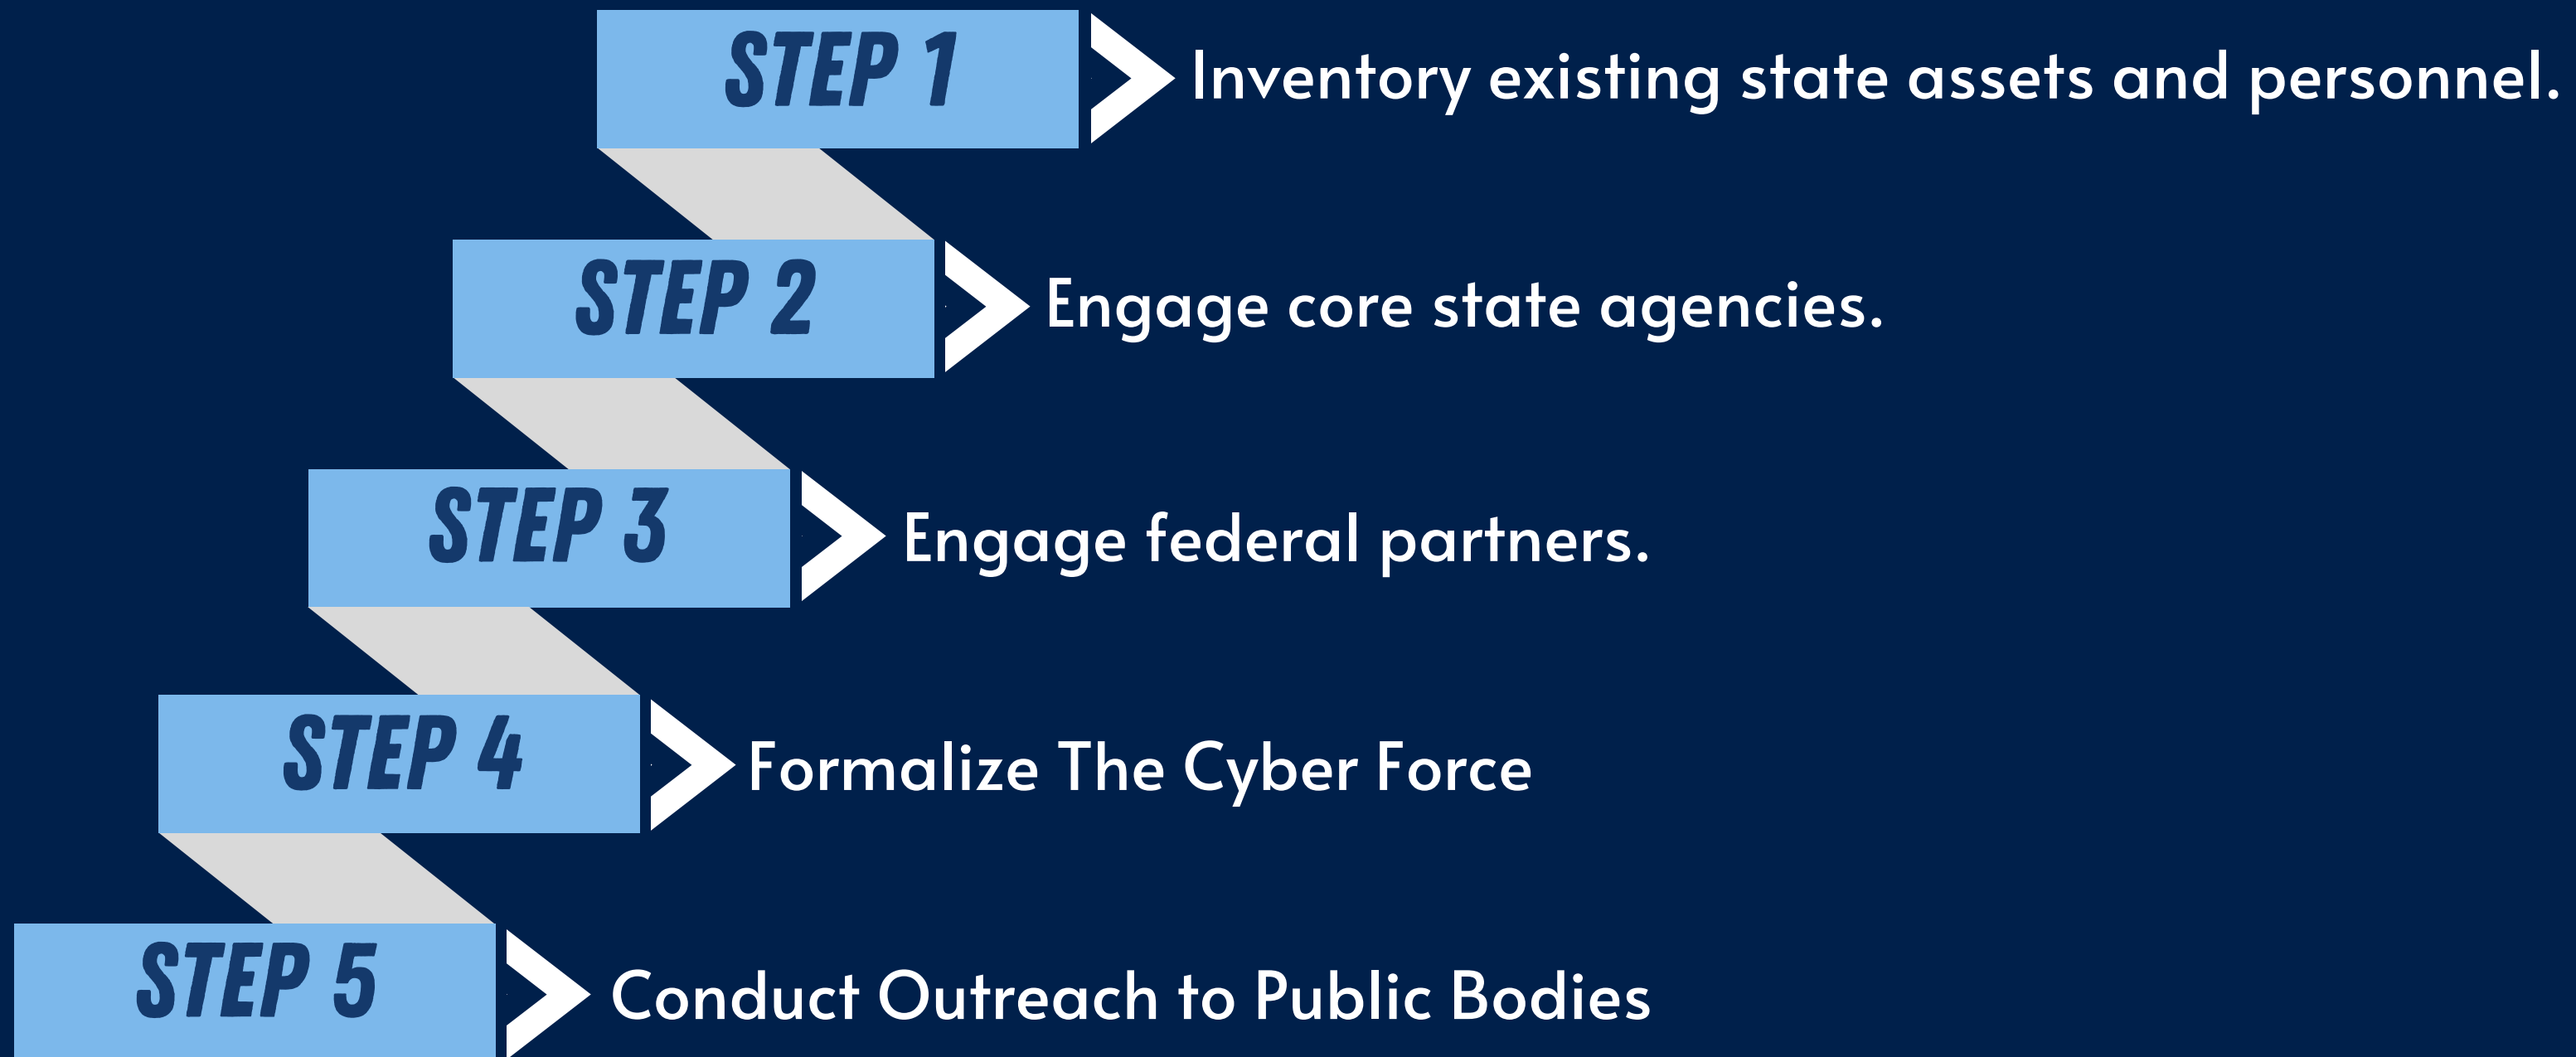 STEP 1
Inventory existing state assets and personnel.
STEP 2
Engage core state agencies.
STEP 3
Engage federal partners.
STEP 4
Formalize The Cyber Force
STEP 5
Conduct Outreach to Public Bodies